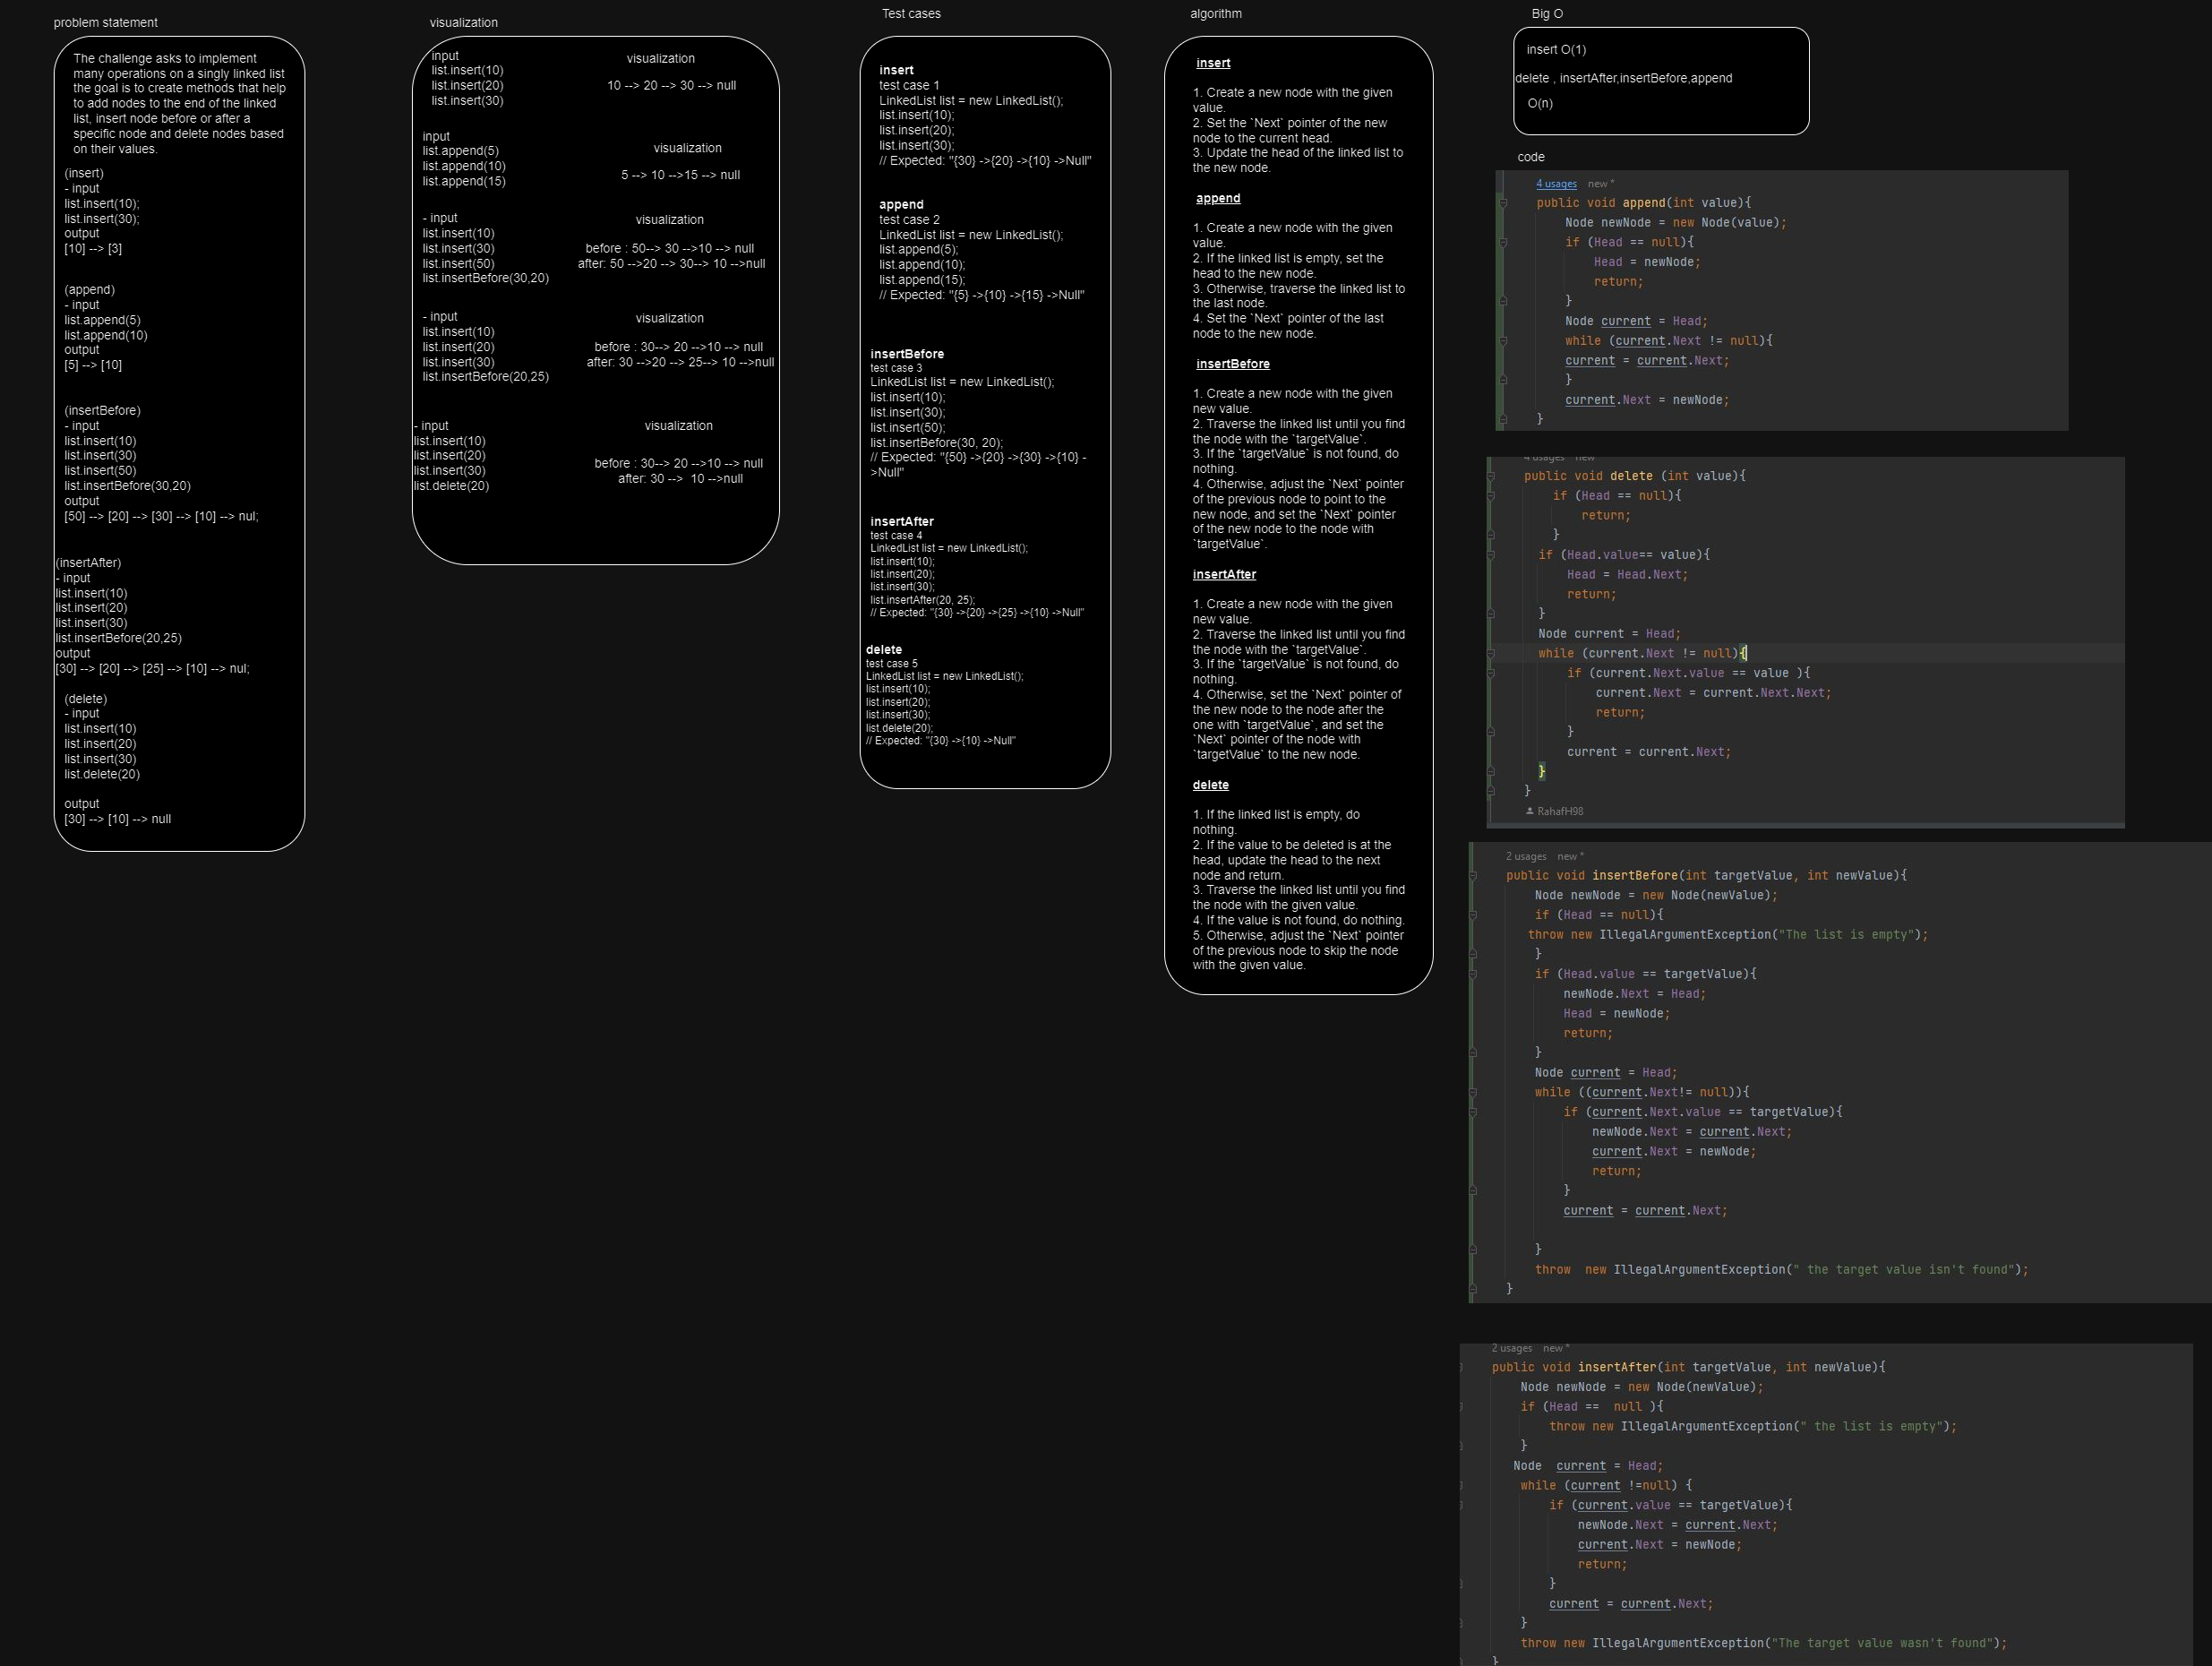 problem statement
The challenge asks to implement
many operations on a singly linked list
the goal is to create methods that help
to add nodes to the end of the linked
list, insert node before or after a
specific node and delete nodes based
on their values.
(insert)
- input
list.insert(10);
list.insert(30);
output
[10] --> [3]
(append)
- input
list.append(5)
list.append(10)
output
[5] --> [10]
(insertBefore)
- input
list.insert(10)
list.insert(30)
list.insert(50)
list.insertBefore(30,20)
output
[50] --> [20] --> [30] --> [10] --> nul;
(insertAfter)
- input
list.insert(10)
list.insert(20)
list.insert(30)
list.insertBefore(20,25)
output
[30] --> [20] --> [25] --> [10] --> nul;
(delete)
- input
list.insert(10)
list.insert(20)
list.insert(30)
list.delete(20)
output
[30] --> [10] --> null
visualization
input
list.insert(10)
list.insert(20)
list.insert(30)
visualization
10 --> 20 --> 30 --> null
input
list.append(5)
list.append(10)
list.append(15)
visualization
5 --> 10 -->15 --> null
- input
list.insert(10)
list.insert(30)
list.insert(50)
list.insertBefore(30,20)
visualization
before : 50--> 30 -->10 --> null
after: 50 -->20 --> 30--> 10 -->null
- input
list.insert(10)
list.insert(20)
list.insert(30)
list.insertBefore(20,25)
visualization
before : 30--> 20 -->10 --> null
after: 30 -->20 --> 25--> 10 -->null
- input
list.insert(10)
list.insert(20)
list.insert(30)
list.delete(20)
visualization
before : 30--> 20 -->10 --> null
after: 30 --> 10 -->null
Test cases
insert
test case 1
LinkedList list = new LinkedList();
list.insert(10);
list.insert(20);
list.insert(30);
// Expected: "{30} ->{20} ->{10} ->Null"
append
test case 2
LinkedList list = new LinkedList();
list.append(5);
list.append(10);
list.append(15);
// Expected: "{5} ->{10} ->{15} ->Null"
insertBefore
test case 3
LinkedList list = new LinkedList();
list.insert(10);
list.insert(30);
list.insert(50);
list.insertBefore(30, 20);
// Expected: "{50} ->{20} ->{30} ->{10} -
>Null"
insertAfter
test case 4
LinkedList list = new LinkedList();
list.insert(10);
list.insert(20);
list.insert(30);
list.insertAfter(20, 25);
// Expected: "{30} ->{20} ->{25} ->{10} ->Null"
delete
test case 5
LinkedList list = new LinkedList();
list.insert(10);
list.insert(20);
list.insert(30);
list.delete(20);
// Expected: "{30} ->{10} ->Null"
algorithm
insert
1. Create a new node with the given
value.
2. Set the `Next` pointer of the new
node to the current head.
3. Update the head of the linked list to
the new node.
append
1. Create a new node with the given
value.
2. If the linked list is empty, set the
head to the new node.
3. Otherwise, traverse the linked list to
the last node.
4. Set the `Next` pointer of the last
node to the new node.
insertBefore
1. Create a new node with the given
new value.
2. Traverse the linked list until you find
the node with the `targetValue`.
3. If the `targetValue` is not found, do
nothing.
4. Otherwise, adjust the `Next` pointer
of the previous node to point to the
new node, and set the `Next` pointer
of the new node to the node with
`targetValue`.
insertAfter
1. Create a new node with the given
new value.
2. Traverse the linked list until you find
the node with the `targetValue`.
3. If the `targetValue` is not found, do
nothing.
4. Otherwise, set the `Next` pointer of
the new node to the node after the
one with `targetValue`, and set the
`Next` pointer of the node with
`targetValue` to the new node.
delete
1. If the linked list is empty, do
nothing.
2. If the value to be deleted is at the
head, update the head to the next
node and return.
3. Traverse the linked list until you find
the node with the given value.
4. If the value is not found, do nothing.
5. Otherwise, adjust the `Next` pointer
of the previous node to skip the node
with the given value.
Big O
insert O(1)
delete , insertAfter,insertBefore,append
O(n)
code
4 usages new *
public void append(int value){
Node newNode = new Node(value);
if (Head == null){
Head = newNode;
return;
}
Node current = Head;
while (current.Next != null){
current = current.Next;
}
current.Next = newNode;
}
4 usages new
public void delete (int value){
if (Head == null){
return;
}
if (Head.value== value){
Head = Head.Next;
return;
}
Node current = Head;
while (current.Next != null){
if (current.Next.value == value ){
current.Next = current.Next.Next;
return;
}
current = current.Next;
}
}
RahafH98
2 usages new *
public void insertBefore(int targetValue, int newValue){
Node newNode = new Node(newValue);
if (Head == null){
throw new IllegalArgumentException("The list is empty");
}
if (Head.value == targetValue){
newNode.Next = Head;
Head = newNode;
return;
}
Node current = Head;
while ((current.Next!= null)){
if (current.Next.value == targetValue){
newNode.Next = current.Next;
current.Next = newNode;
return;
}
current = current.Next;
}
throw new IllegalArgumentException(" the target value isn't found");
}
2 usages new *
public void insertAfter(int targetValue, int newValue){
Node newNode = new Node(newValue);
if (Head == null ){
throw new IllegalArgumentException(" the list is empty");
}
Node current = Head;
while (current !=null) {
if (current.value == targetValue){
newNode.Next = current.Next;
current.Next = newNode;
return;
}
current = current.Next;
}
throw new IllegalArgumentException("The target value wasn't found");
}